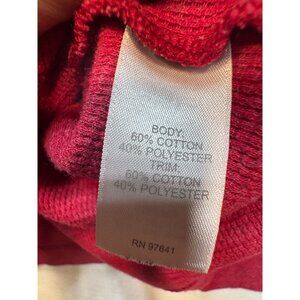 BODY:
60% COTTON
40% POLYESTER
TRIM:
60% COTTON
40% POLYESTER
RN 97641